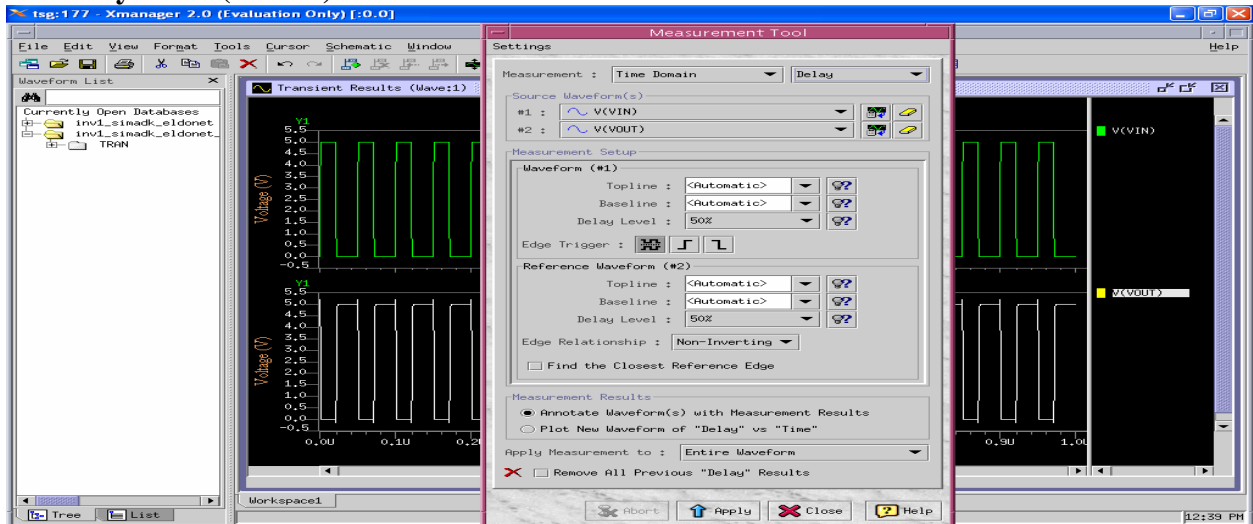 tsg:177 - Xmanager 2.0 (Evaluation Only) [:0.0]
Measurement Tool
File Edit View Format Tools Cursor Schematic Window
Settings
Help
Waveform List
Transient Results (Wave:1)
Currently Open Databases
inv1_simadk_eldonet
inv1_simadk_eldonet_
TRAN
Measurement : Time Domain Delay
Source Waveform(s)
#1 : V(VIN)
#2 : V(VOUT)
Measurement Setup
Waveform (#1)
Topline : <Automatic>
Baseline : <Automatic>
Delay Level : 50%
Edge Trigger :
Reference Waveform (#2)
Topline : <Automatic>
Baseline : <Automatic>
Delay Level : 50%
Edge Relationship : Non-Inverting
Find the Closest Reference Edge
Measurement Results
Annotate Waveform(s) with Measurement Results
Plot New Waveform of "Delay" vs "Time"
Apply Measurement to : Entire Waveform
Remove All Previous "Delay" Results
Abort Apply Close Help
Y1
5.5
5.0
4.5
4.0
3.5
3.0
2.5
2.0
1.5
1.0
0.5
0.0
-0.5
Voltage (V)
Y1
5.5
5.0
4.5
4.0
3.5
3.0
2.5
2.0
1.5
1.0
0.5
0.0
-0.5
Voltage (V)
0.0U 0.1U 0.9U
V(VIN)
V(VOUT)
Workspace1
Tree List
12:39 PM